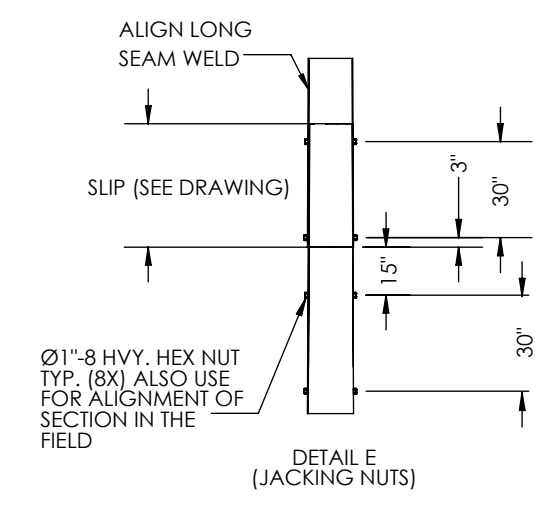 ALIGN LONG
SEAM WELD
SLIP (SEE DRAWING)
3"
30"
15"
30"
Ø1"-8 HVY. HEX NUT
TYP. (8X) ALSO USE
FOR ALIGNMENT OF
SECTION IN THE
FIELD
DETAIL E
(JACKING NUTS)